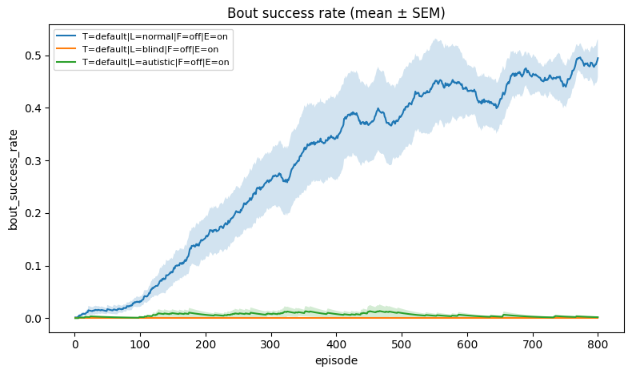 Bout success rate (mean ± SEM)
T=default|L=normal|F=off|E=on
T=default|L=blind|F=off|E=on
T=default|L=autistic|F=off|E=on
bout_success_rate
0.5
0.4
0.3
0.2
0.1
0.0
0 100 200 300 400 500 600 700 800
episode